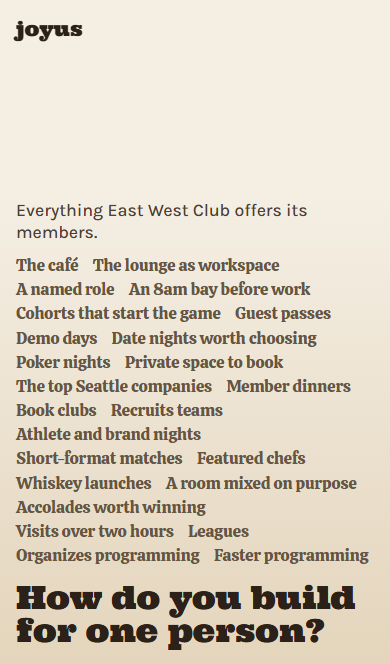 joyus
Everything East West Club offers its
members.
The café The lounge as workspace
A named role An 8am bay before work
Cohorts that start the game Guest passes
Demo days Date nights worth choosing
Poker nights Private space to book
The top Seattle companies Member dinners
Book clubs Recruits teams
Athlete and brand nights
Short-format matches Featured chefs
Whiskey launches A room mixed on purpose
Accolades worth winning
Visits over two hours Leagues
Organizes programming Faster programming
How do you build
for one person?